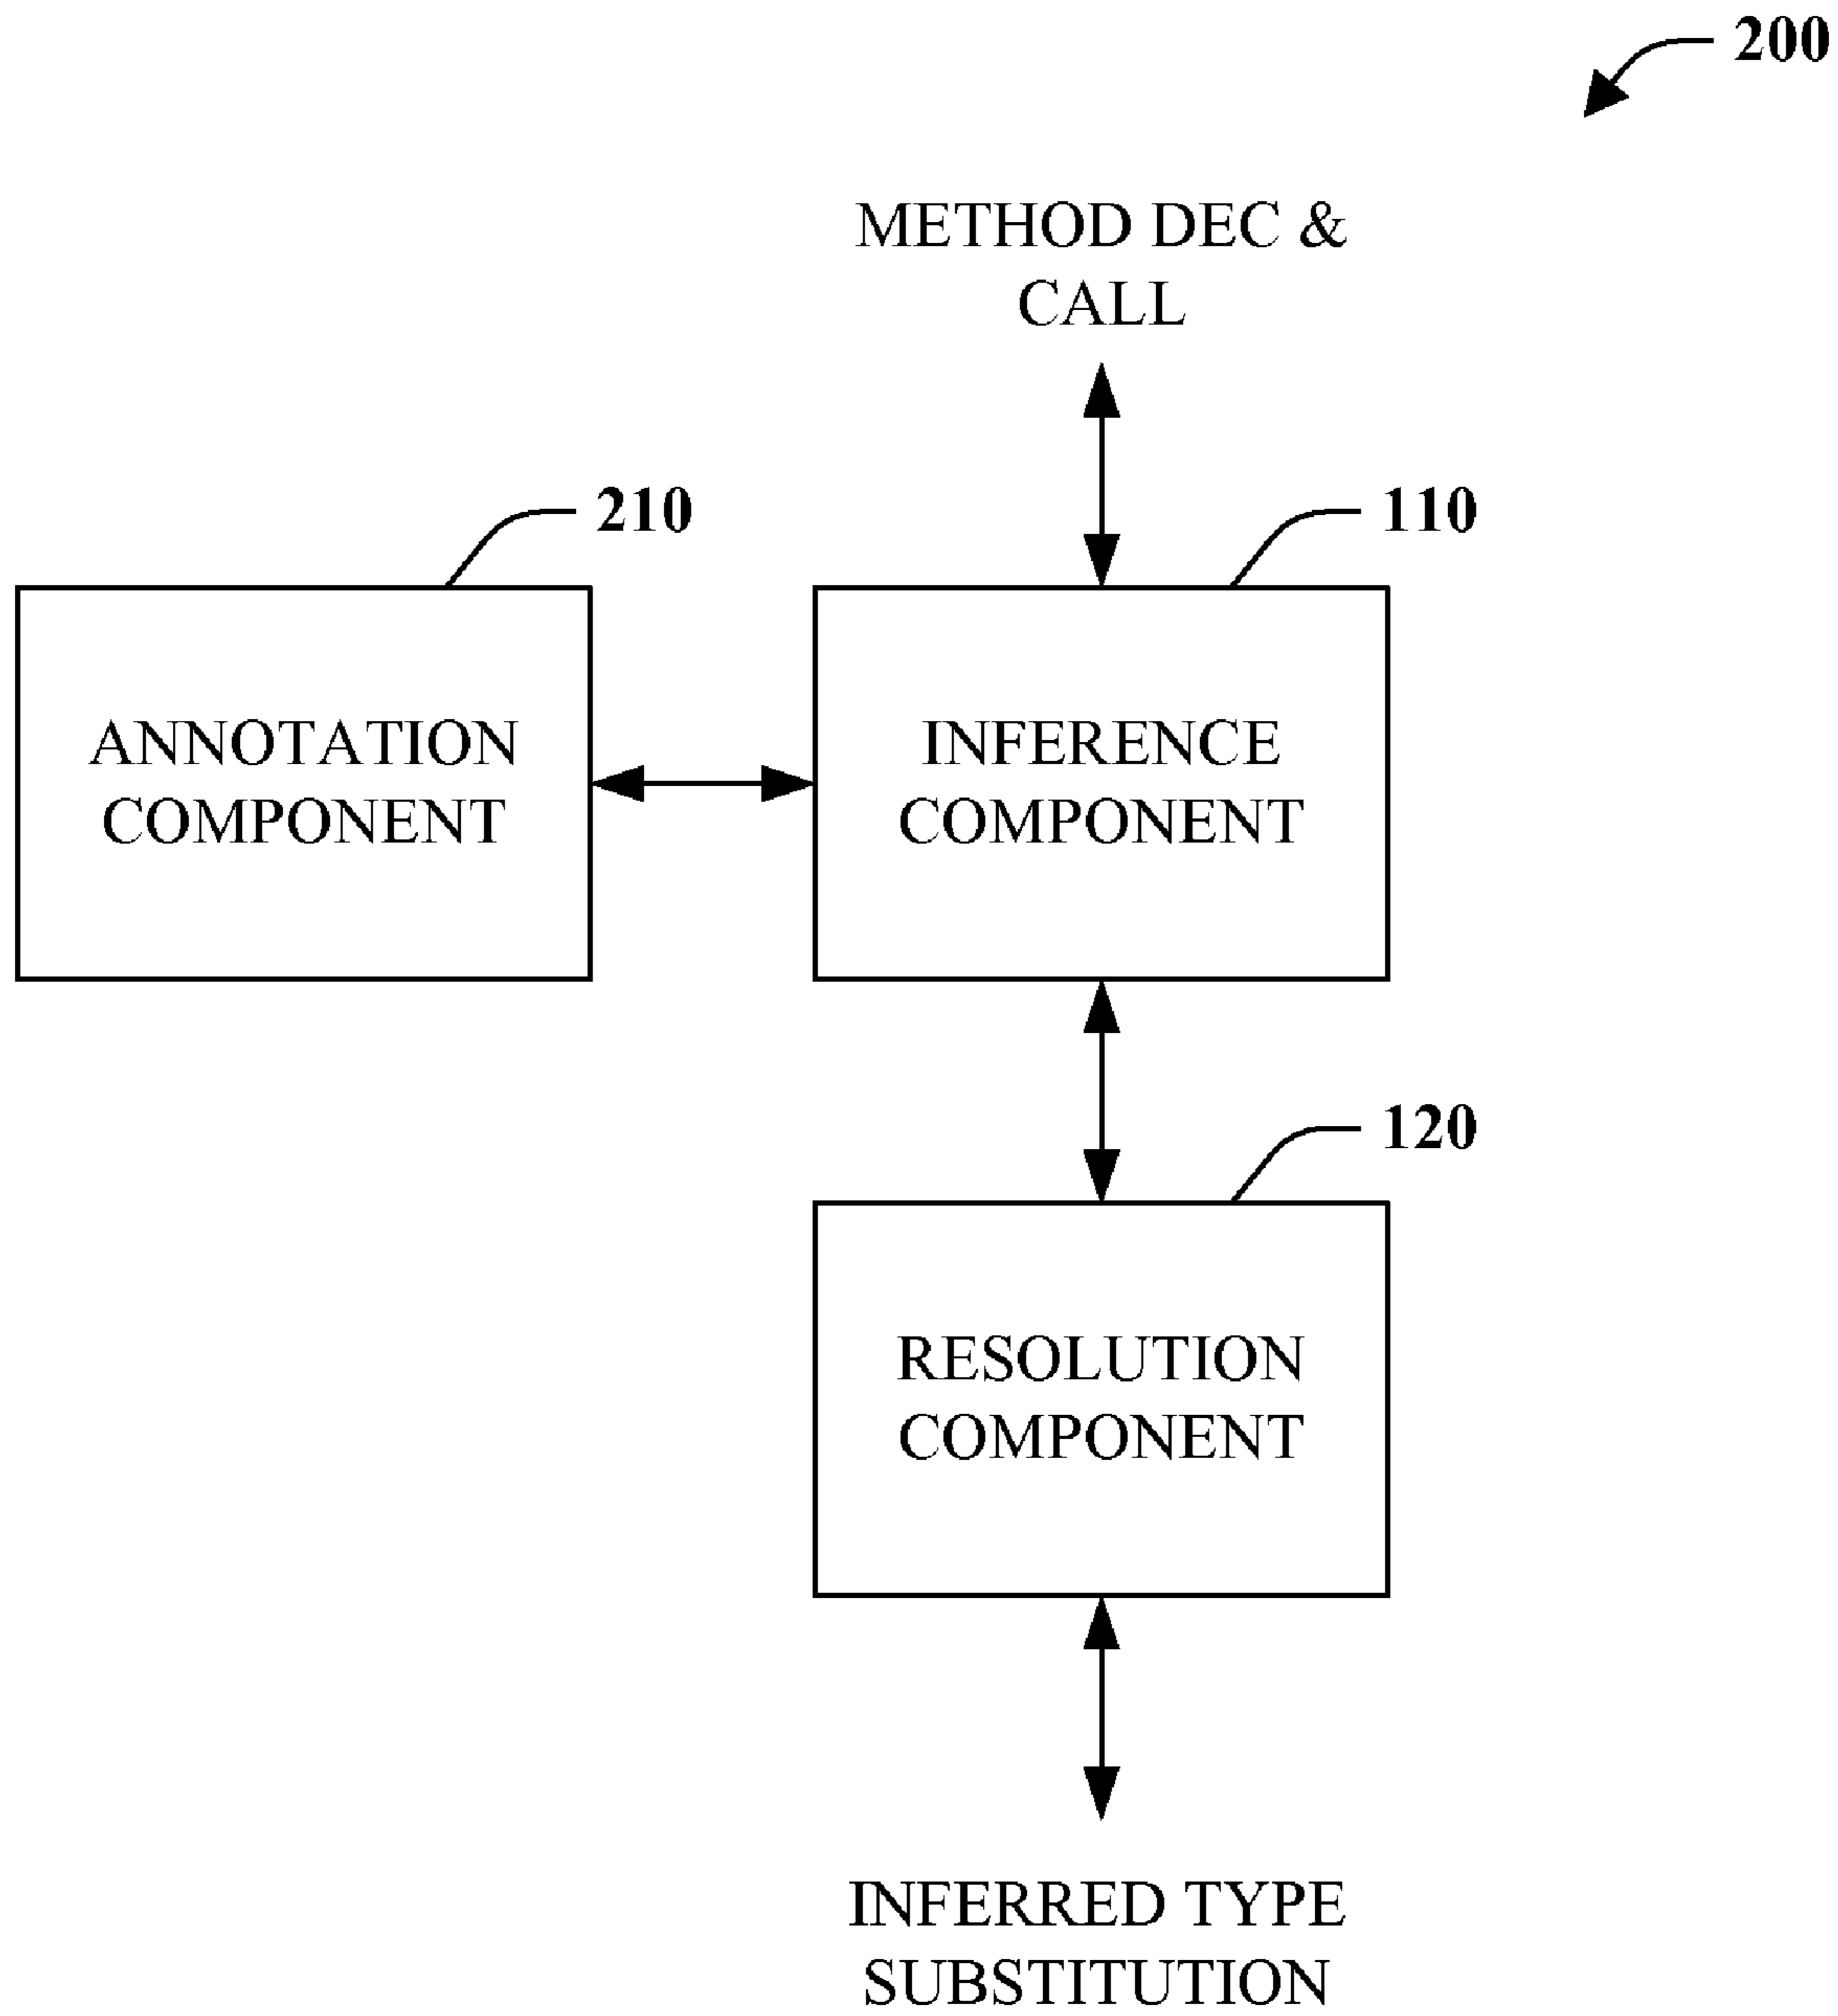 200
METHOD DEC &
CALL
210
110
ANNOTATION
COMPONENT
INFERENCE
COMPONENT
120
RESOLUTION
COMPONENT
INFERRED TYPE
SUBSTITUTION